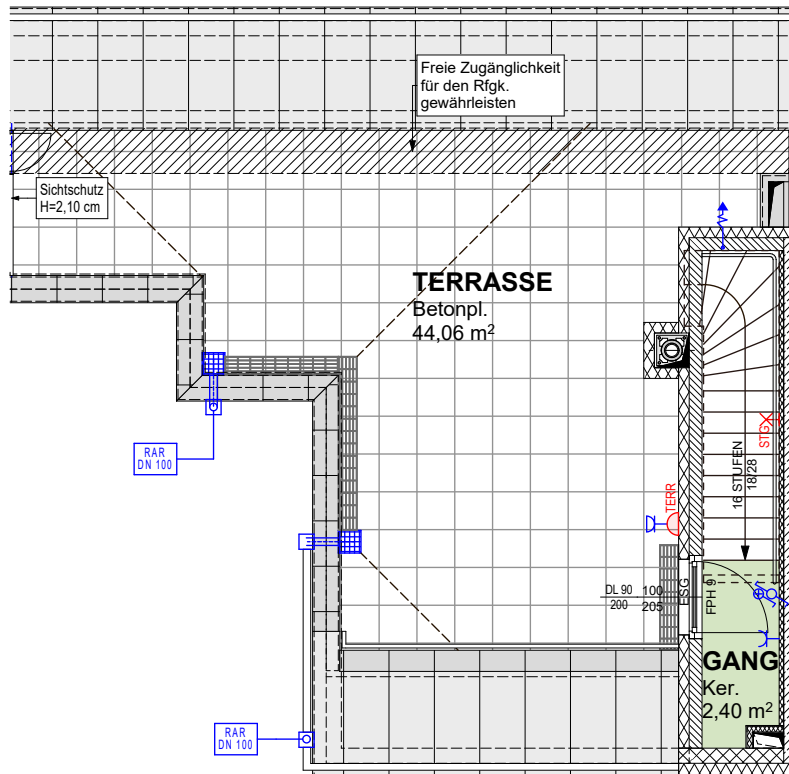 Freie Zugänglichkeit
für den Rfgk.
gewährleisten
Sichtschutz
H=2,10 cm
TERRASSE
Betonpl.
44,06 m²
RAR
DN 100
STG
16 STUFEN
18/28
TERR
DL 90 100
200 205
ESG
FPH 9
GANG
Ker.
2,40 m²
RAR
DN 100